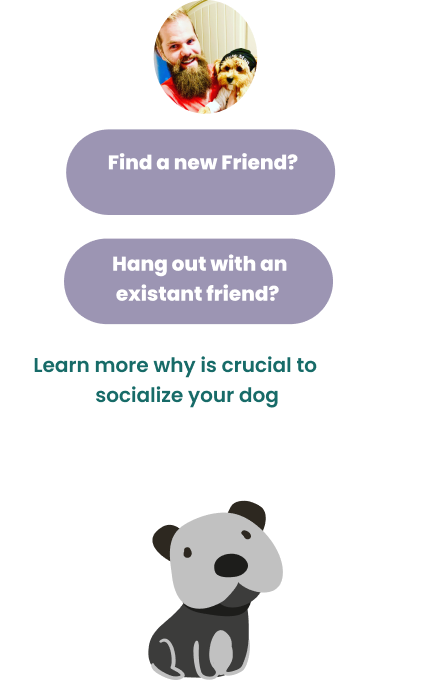 Find a new Friend?
Hang out with an
existant friend?
Learn more why is crucial to
socialize your dog